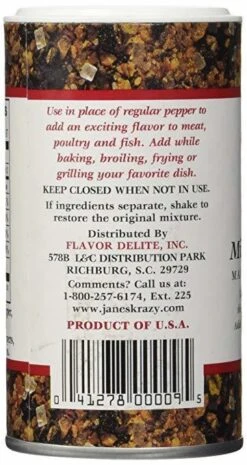 Use in place of regular pepper to
add an exciting flavor to meat,
poultry and fish. Add while
baking, broiling, frying or
grilling your favorite dish.
KEEP CLOSED WHEN NOT IN USE.
If ingredients separate, shake to
restore the original mixture.
Distributed By
FLAVOR DELITE, INC.
578B L&C DISTRIBUTION PARK
RICHBURG, S.C. 29729
Comments? Call us at:
1-800-257-6174, Ext. 225
www.janeskrazy.com
PRODUCT OF U.S.A.
0 41278 00009 5